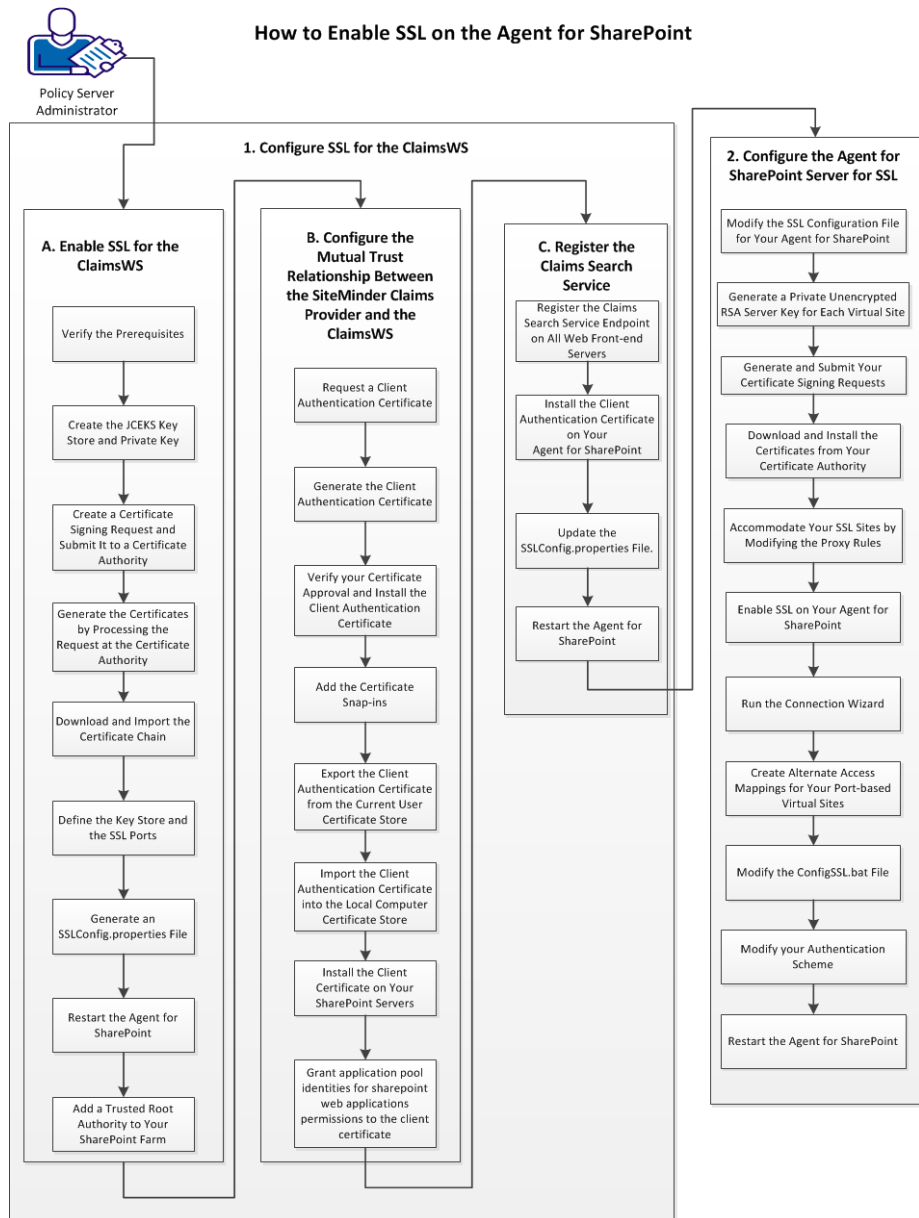 How to Enable SSL on the Agent for SharePoint
Policy Server
Administrator
1. Configure SSL for the ClaimsWS
A. Enable SSL for the
ClaimsWS
Verify the Prerequisites
Create the JCEKS Key
Store and Private Key
Create a Certificate
Signing Request and
Submit It to a Certificate
Authority
Generate the Certificates
by Processing the
Request at the Certificate
Authority
Download and Import the
Certificate Chain
Define the Key Store and
the SSL Ports
Generate an
SSLConfig.properties File
Restart the Agent for
SharePoint
Add a Trusted Root
Authority to Your
SharePoint Farm
B. Configure the
Mutual Trust
Relationship Between
the SiteMinder Claims
Provider and the
ClaimsWS
Request a Client
Authentication Certificate
Generate the Client
Authentication Certificate
Verify your Certificate
Approval and Install the
Client Authentication
Certificate
Add the Certificate
Snap-ins
Export the Client
Authentication Certificate
from the Current User
Certificate Store
Import the Client
Authentication Certificate
into the Local Computer
Certificate Store
Install the Client
Certificate on Your
SharePoint Servers
Grant application pool
identities for sharepoint
web applications
permissions to the client
certificate
C. Register the
Claims Search
Service
Register the Claims
Search Service Endpoint
on All Web Front-end
Servers
Install the Client
Authentication Certificate
on Your
Agent for SharePoint
Update the
SSLConfig.properties File.
Restart the Agent for
SharePoint
2. Configure the Agent for
SharePoint Server for SSL
Modify the SSL Configuration File
for Your Agent for SharePoint
Generate a Private Unencrypted
RSA Server Key for Each Virtual Site
Generate and Submit Your
Certificate Signing Requests
Download and Install the
Certificates from Your
Certificate Authority
Accommodate Your SSL Sites by
Modifying the Proxy Rules
Enable SSL on Your Agent for
SharePoint
Run the Connection Wizard
Create Alternate Access
Mappings for Your Port-based
Virtual Sites
Modify the ConfigSSL.bat File
Modify your Authentication
Scheme
Restart the Agent for SharePoint